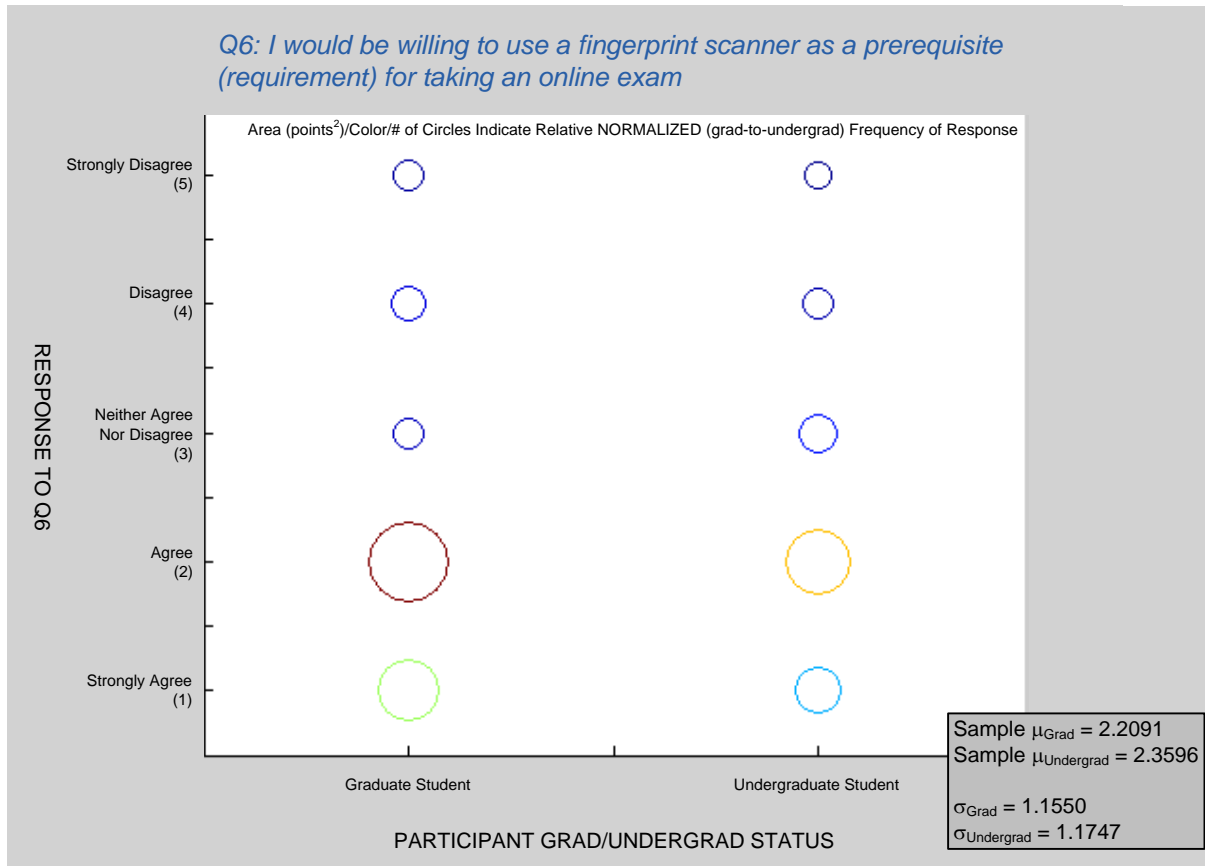 Q6: I would be willing to use a fingerprint scanner as a prerequisite
(requirement) for taking an online exam
Area (points²)/Color/# of Circles Indicate Relative NORMALIZED (grad-to-undergrad) Frequency of Response
Strongly Disagree
(5)
Disagree
(4)
Neither Agree
Nor Disagree
(3)
Agree
(2)
Strongly Agree
(1)
RESPONSE TO Q6
Graduate Student
Undergraduate Student
PARTICIPANT GRAD/UNDERGRAD STATUS
Sample μGrad = 2.2091
Sample μUndergrad = 2.3596
σGrad = 1.1550
σUndergrad = 1.1747